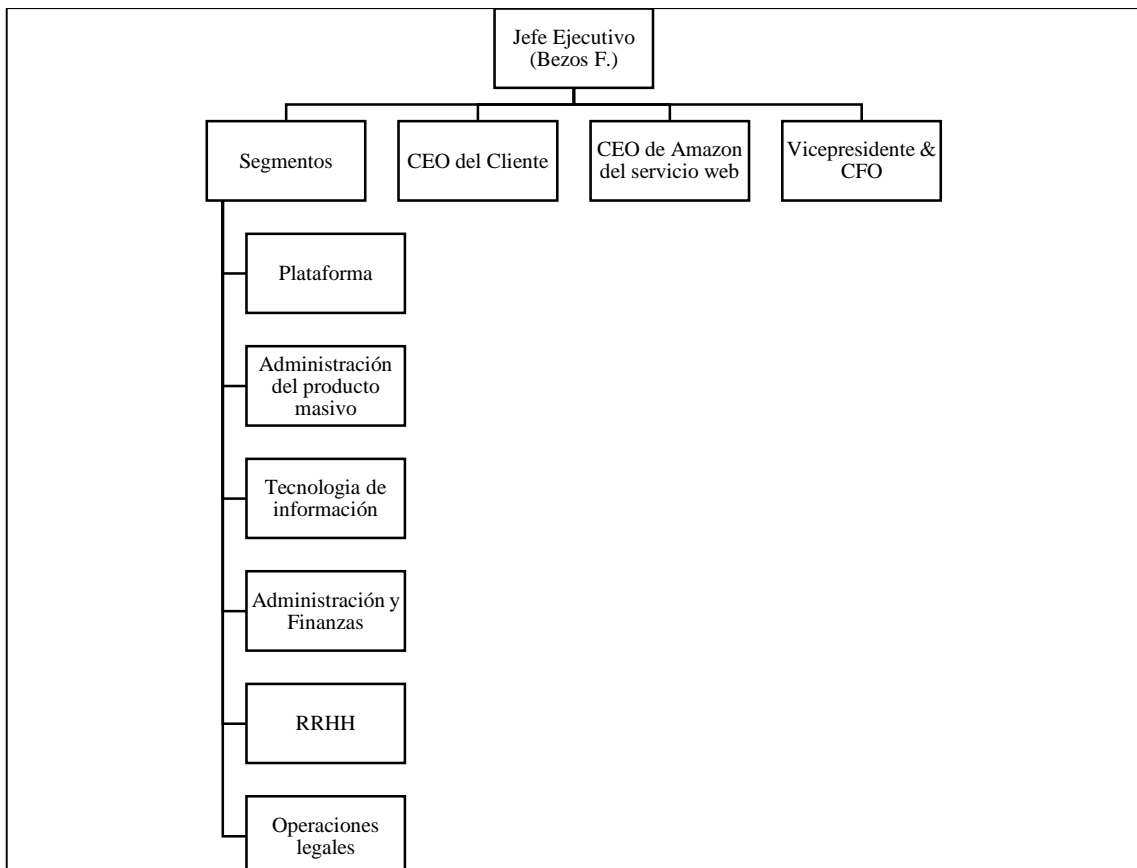 Jefe Ejecutivo
(Bezos F.)
Segmentos
CEO del Cliente
CEO de Amazon
del servicio web
Vicepresidente &
CFO
Plataforma
Administración
del producto
masivo
Tecnologia de
información
Administración y
Finanzas
RRHH
Operaciones
legales